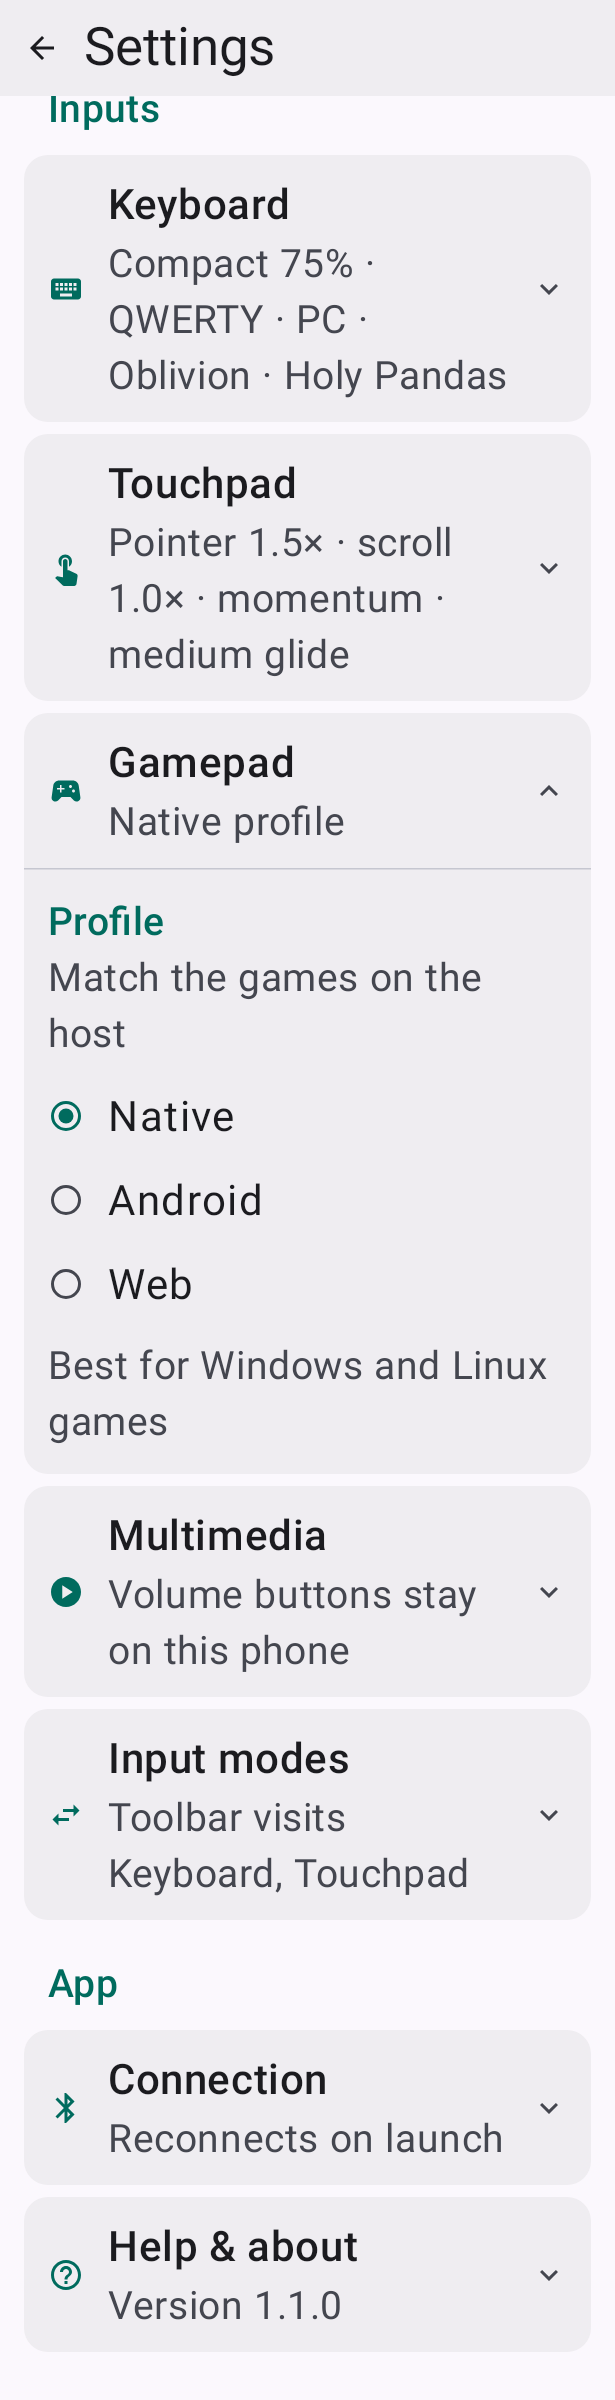 Settings
Inputs
Keyboard
Compact 75% ·
QWERTY · PC ·
Oblivion · Holy Pandas
Touchpad
Pointer 1.5× · scroll
1.0× · momentum ·
medium glide
Gamepad
Native profile
Profile
Match the games on the
host
Native
Android
Web
Best for Windows and Linux
games
Multimedia
Volume buttons stay
on this phone
Input modes
Toolbar visits
Keyboard, Touchpad
App
Connection
Reconnects on launch
Help & about
Version 1.1.0